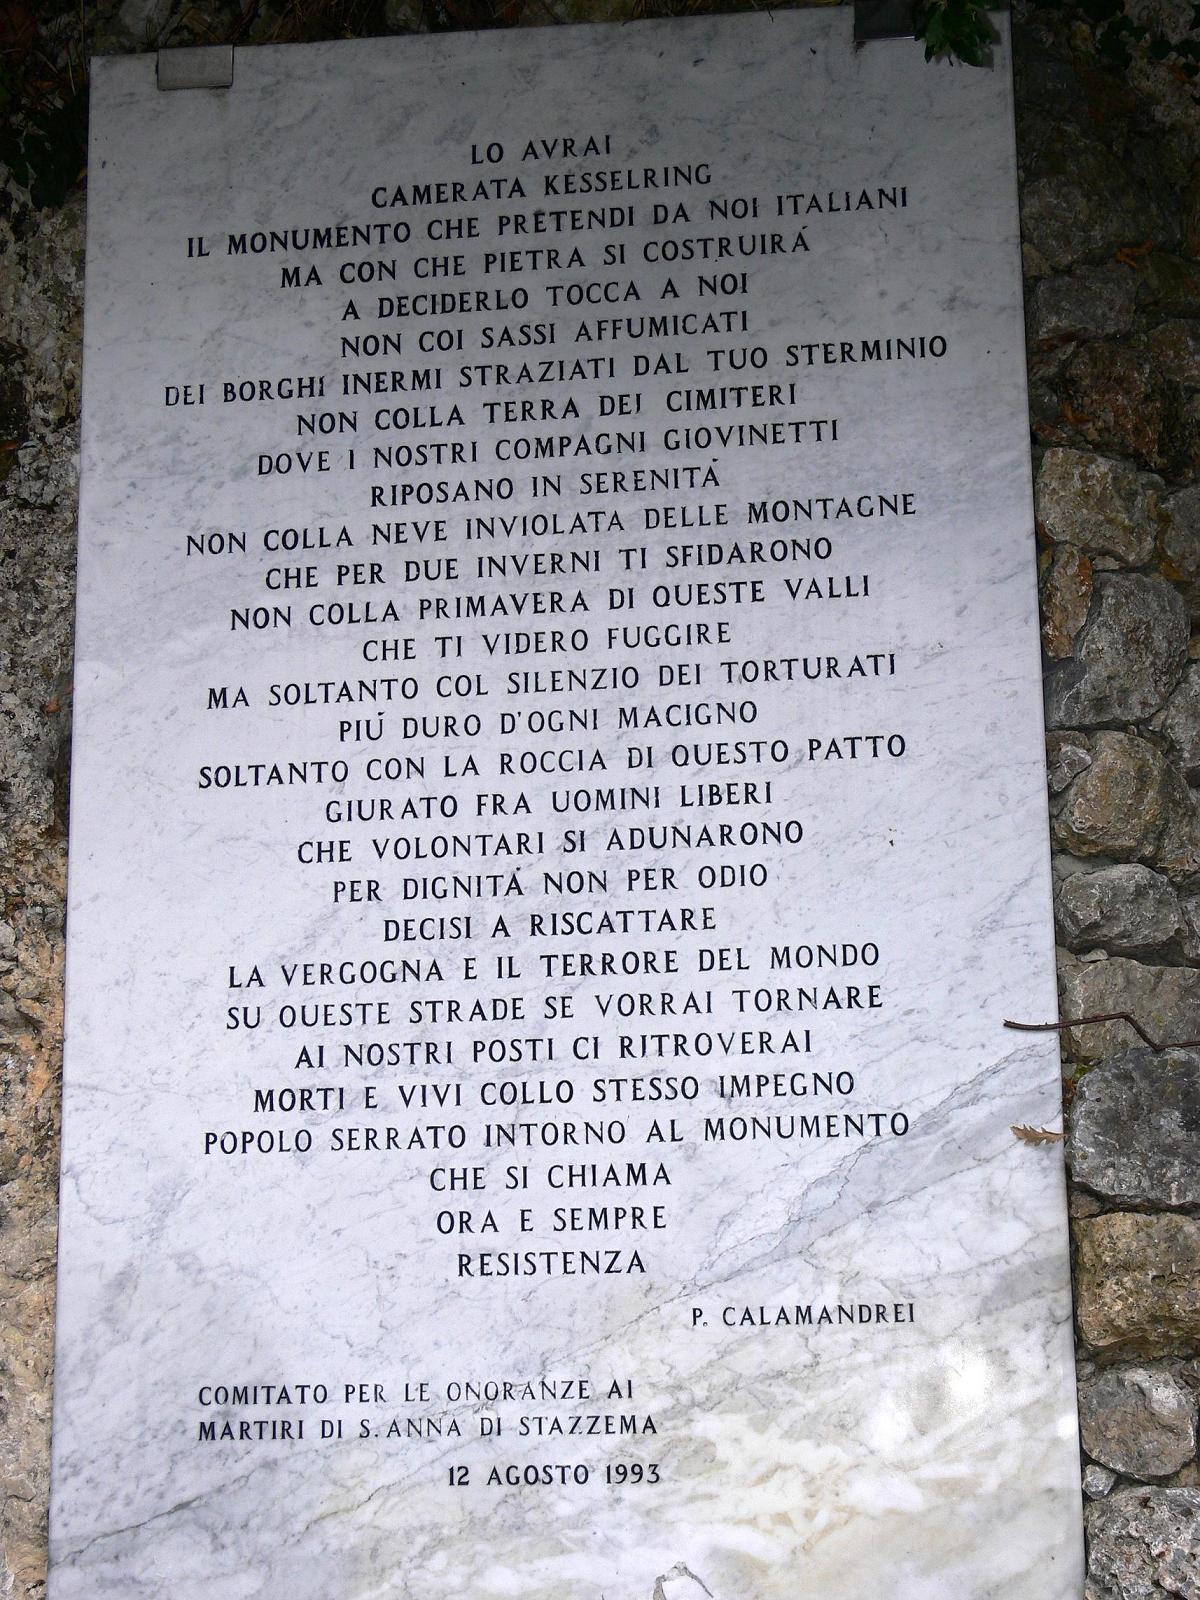 LO AVRAI
CAMERATA KESSELRING
IL MONUMENTO CHE PRETENDI DA NOI ITALIANI
MA CON CHE PIETRA SI COSTRUIRÁ
A DECIDERLO TOCCA A NOI
NON COI SASSI AFFUMICATI
DEI BORGHI INERMI STRAZIATI DAL TUO STERMINIO
NON COLLA TERRA DEI CIMITERI
DOVE I NOSTRI COMPAGNI GIOVINETTI
RIPOSANO IN SERENITÁ
NON COLLA NEVE INVIOLATA DELLE MONTAGNE
CHE PER DUE INVERNI TI SFIDARONO
NON COLLA PRIMAVERA DI QUESTE VALLI
CHE TI VIDERO FUGGIRE
MA SOLTANTO COL SILENZIO DEI TORTURATI
PIÚ DURO D'OGNI MACIGNO
SOLTANTO CON LA ROCCIA DI QUESTO PATTO
GIURATO FRA UOMINI LIBERI
CHE VOLONTARI SI ADUNARONO
PER DIGNITÁ NON PER ODIO
DECISI A RISCATTARE
LA VERGOGNA E IL TERRORE DEL MONDO
SU QUESTE STRADE SE VORRAI TORNARE
AI NOSTRI POSTI CI RITROVERAI
MORTI E VIVI COLLO STESSO IMPEGNO
POPOLO SERRATO INTORNO AL MONUMENTO
CHE SI CHIAMA
ORA E SEMPRE
RESISTENZA
P. CALAMANDREI
COMITATO PER LE ONORANZE AI
MARTIRI DI S. ANNA DI STAZZEMA
12 AGOSTO 1993